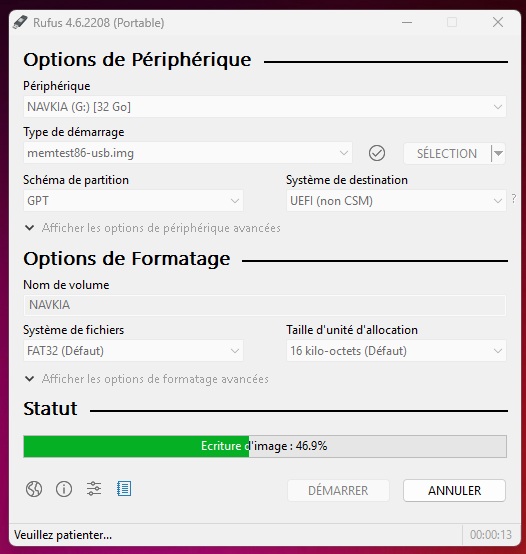 Rufus 4.6.2208 (Portable)
Options de Périphérique
Périphérique
NAVKIA (G:) [32 Go]
Type de démarrage
memtest86-usb.img
SÉLECTION
Schéma de partition
Système de destination
GPT
UEFI (non CSM)
?
Afficher les options de périphérique avancées
Options de Formatage
Nom de volume
NAVKIA
Système de fichiers
Taille d'unité d'allocation
FAT32 (Défaut)
16 kilo-octets (Défaut)
Afficher les options de formatage avancées
Statut
Ecriture d'image : 46.9%
DÉMARRER
ANNULER
Veuillez patienter...
00:00:13